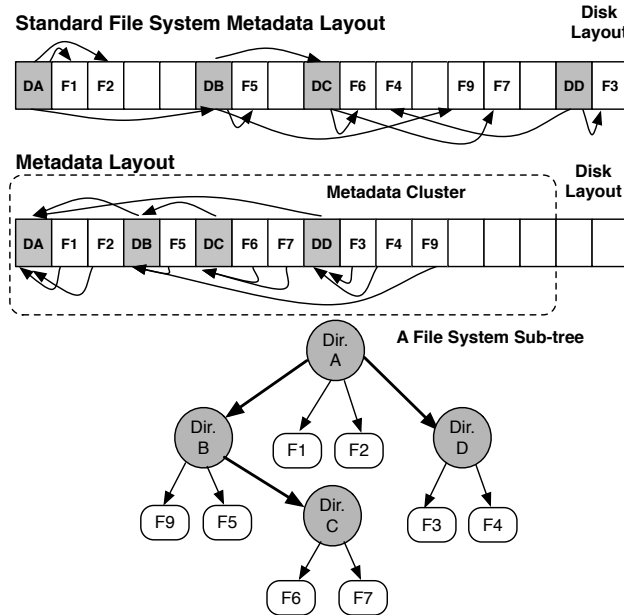 Standard File System Metadata Layout
Disk
Layout
DA F1 F2 DB F5 DC F6 F4 F9 F7 DD F3
Metadata Layout
Disk
Layout
Metadata Cluster
DA F1 F2 DB F5 DC F6 F7 DD F3 F4 F9
A File System Sub-tree
Dir.
A
Dir.
B
F1 F2
Dir.
D
F9 F5
Dir.
C
F3 F4
F6 F7